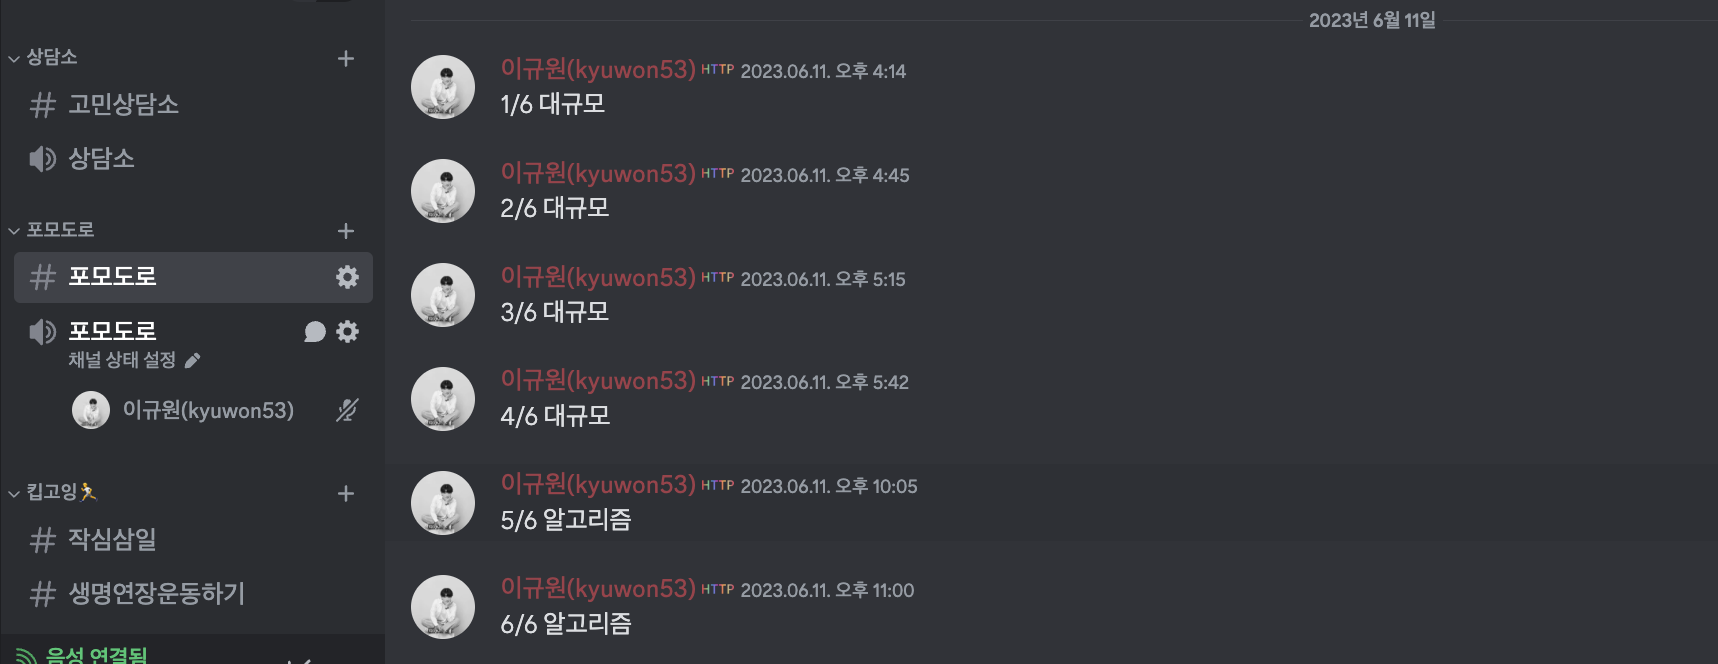 상담소
고민상담소
상담소
포모도로
포모도로
포모도로
채널 상태 설정
이규원(kyuwon53)
킵고잉
작심삼일
생명연장운동하기
음성 연결됨
2023년 6월 11일
이규원(kyuwon53) HTTP 2023.06.11. 오후 4:14
1/6 대규모
이규원(kyuwon53) HTTP 2023.06.11. 오후 4:45
2/6 대규모
이규원(kyuwon53) HTTP 2023.06.11. 오후 5:15
3/6 대규모
이규원(kyuwon53) HTTP 2023.06.11. 오후 5:42
4/6 대규모
이규원(kyuwon53) HTTP 2023.06.11. 오후 10:05
5/6 알고리즘
이규원(kyuwon53) HTTP 2023.06.11. 오후 11:00
6/6 알고리즘